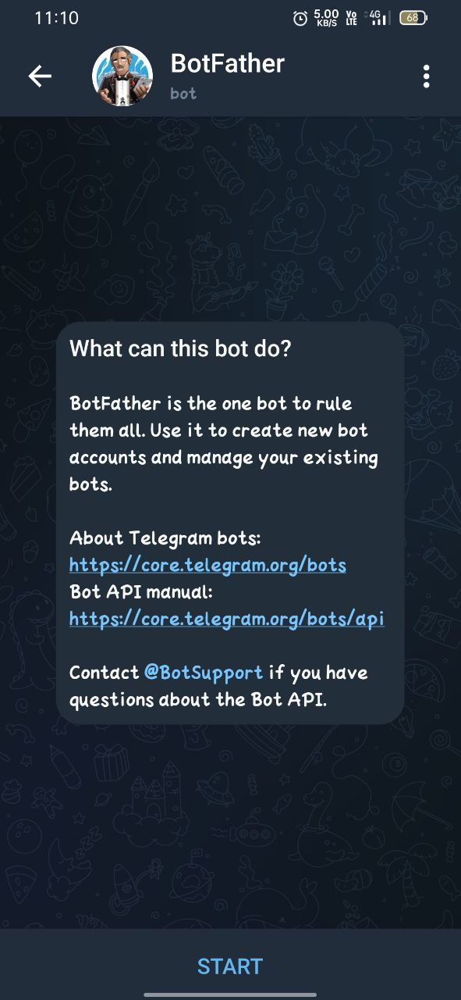 11:10
5.00
KB/S
Vo
LTE
4G
68
BotFather
bot
What can this bot do?
BotFather is the one bot to rule
them all. Use it to create new bot
accounts and manage your existing
bots.
About Telegram bots:
https://core.telegram.org/bots
Bot API manual:
https://core.telegram.org/bots/api
Contact @BotSupport if you have
questions about the Bot API.
START